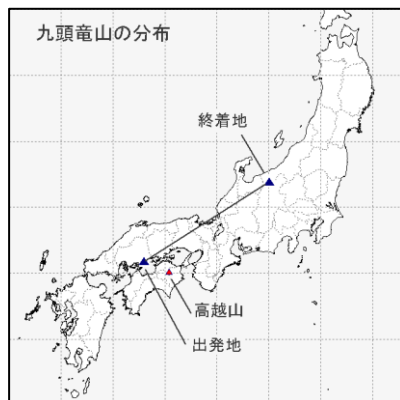 九頭竜山の分布
終着地
高越山
出発地